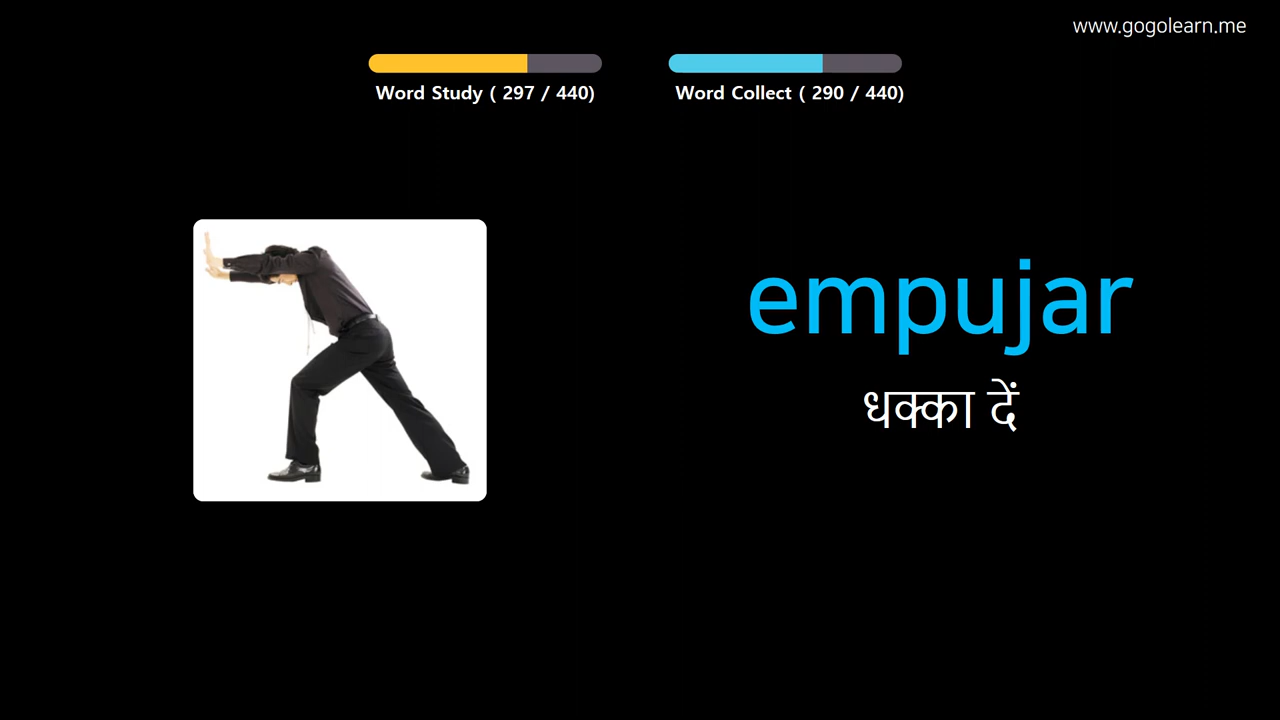 www.gogolearn.me
Word Study ( 297 / 440)
Word Collect ( 290 / 440)
empujar
धक्का दें